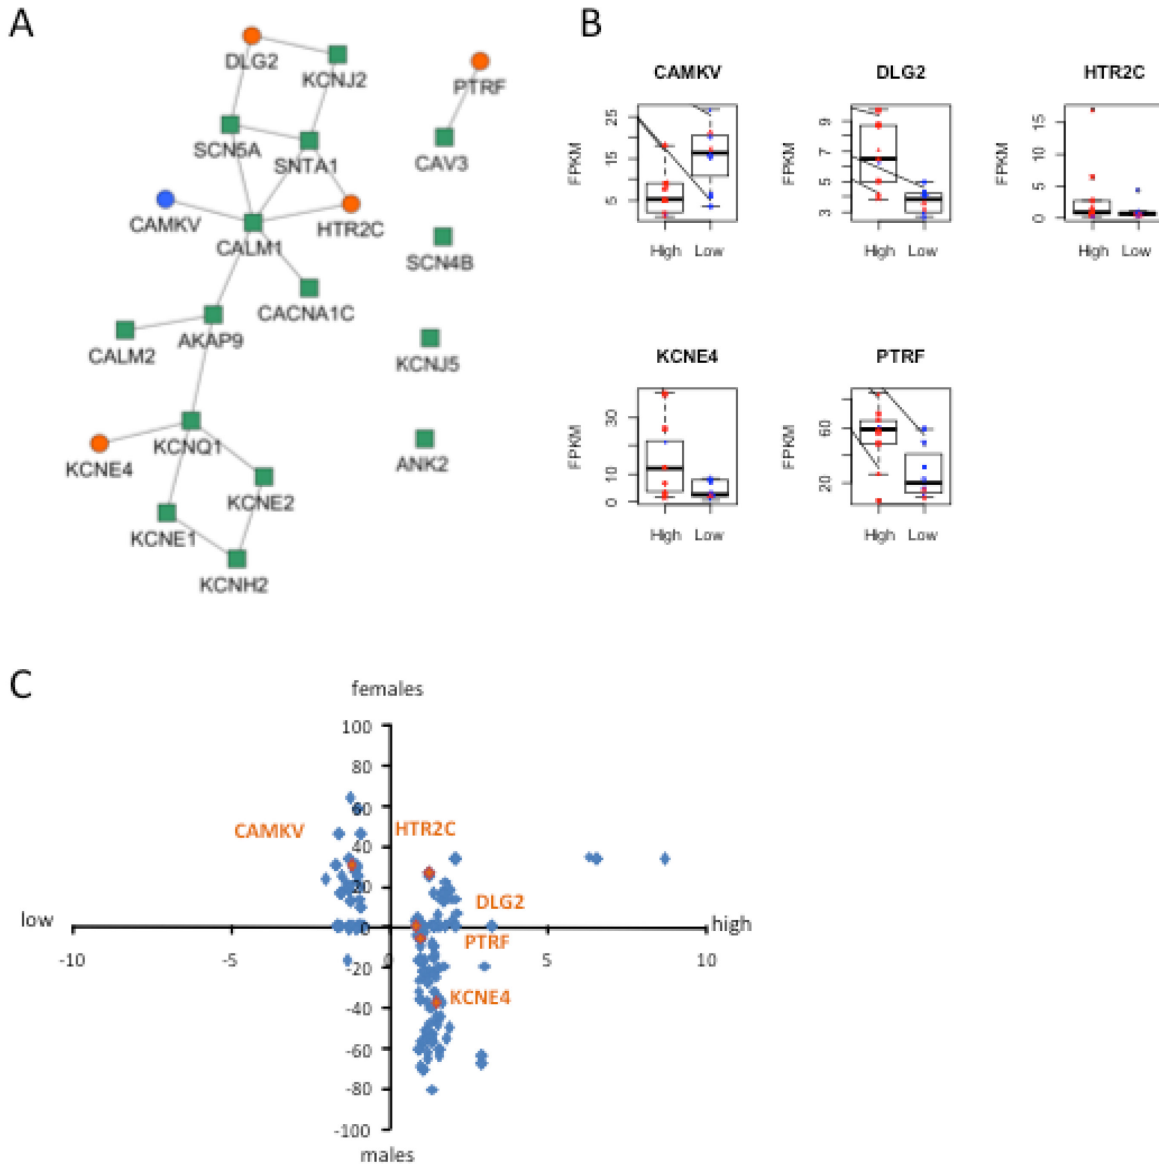 A
DLG2
KCNJ2
PTRF
SCN5A
SNTA1
CAV3
CAMKV
HTR2C
CALM1
SCN4B
CACNA1C
CALM2
AKAP9
KCNJ5
KCNQ1
KCNE4
ANK2
KCNE2
KCNE1
KCNH2
B
CAMKV
FPKM
25
15
5
High Low
DLG2
FPKM
9
7
5
3
High Low
HTR2C
FPKM
15
10
5
0
High Low
KCNE4
FPKM
30
10
0
High Low
PTRF
FPKM
60
20
High Low
C
females
100
80
60
40
20
0
-20
-40
-60
-80
-100
males
low
high
-10 -5 0 5 10
CAMKV
HTR2C
DLG2
PTRF
KCNE4